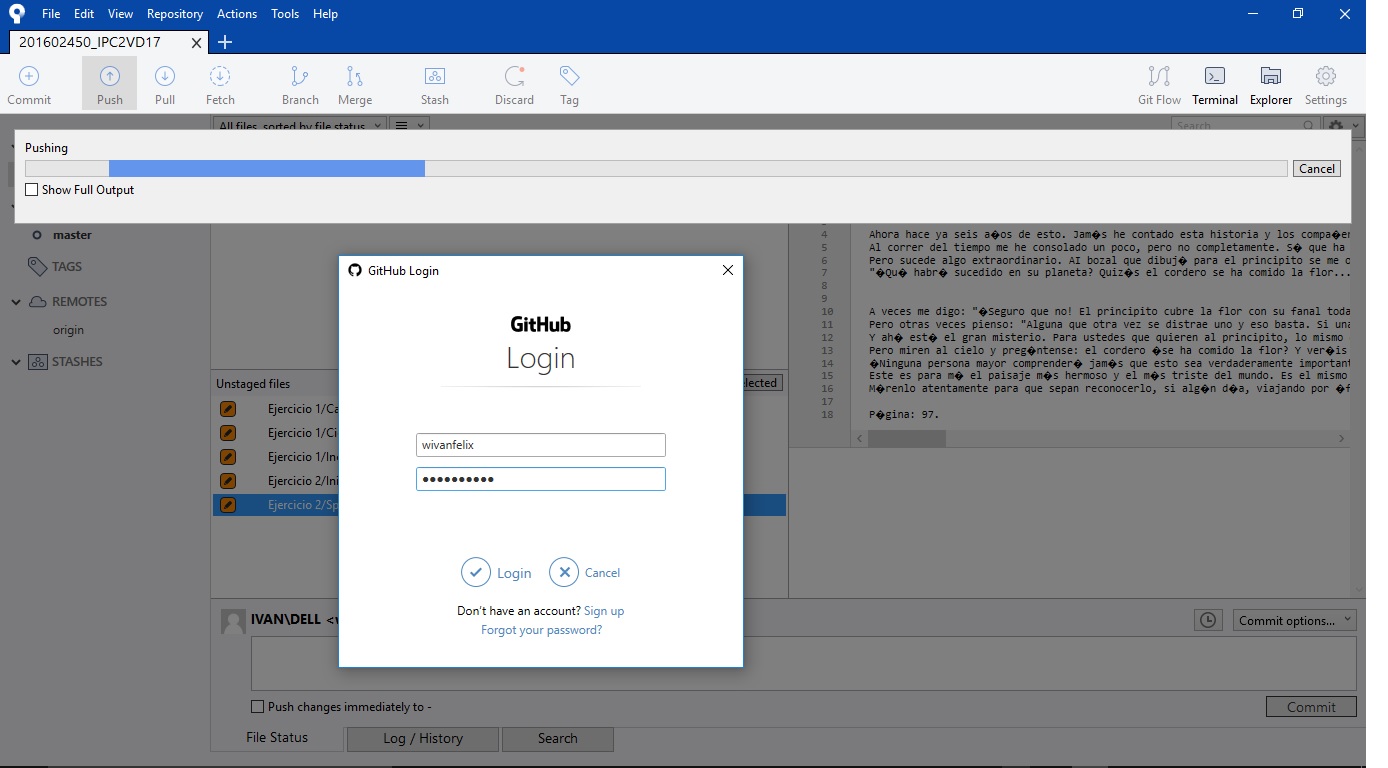 File Edit View Repository Actions Tools Help
201602450_IPC2VD17
Commit Push Pull Fetch Branch Merge Stash Discard Tag Git Flow Terminal Explorer Settings
All files, sorted by file status Search
Pushing
Cancel
Show Full Output
master
TAGS
REMOTES
origin
STASHES
4 Ahora hace ya seis a�os de esto. Jam�s he contado esta historia y los compa�er
5 Al correr del tiempo me he consolado un poco, pero no completamente. S� que ha
6 Pero sucede algo extraordinario. AI bozal que dibuj� para el principito se me o
7 "�Qu� habr� sucedido en su planeta? Quiz�s el cordero se ha comido la flor...
8
9
10 A veces me digo: "�Seguro que no! El principito cubre la flor con su fanal toda
11 Pero otras veces pienso: "Alguna que otra vez se distrae uno y eso basta. Si una
12 Y ah� est� el gran misterio. Para ustedes que quieren al principito, lo mismo
13 Pero miren al cielo y preg�ntense: el cordero �se ha comido la flor? Y ver�is
14 �Ninguna persona mayor comprender� jam�s que esto sea verdaderamente important
15 Este es para m� el paisaje m�s hermoso y el m�s triste del mundo. Es el mismo
16 M�renlo atentamente para que sepan reconocerlo, si alg�n d�a, viajando por �f
17
18 P�gina: 97.
GitHub Login
GitHub
Login
wivanfelix
Login Cancel
Don't have an account? Sign up
Forgot your password?
Unstaged files
elected
Ejercicio 1/Ca
Ejercicio 1/Ci
Ejercicio 1/In
Ejercicio 2/Ini
Ejercicio 2/Sp
IVAN\DELL <
Commit options...
Push changes immediately to -
Commit
File Status Log / History Search